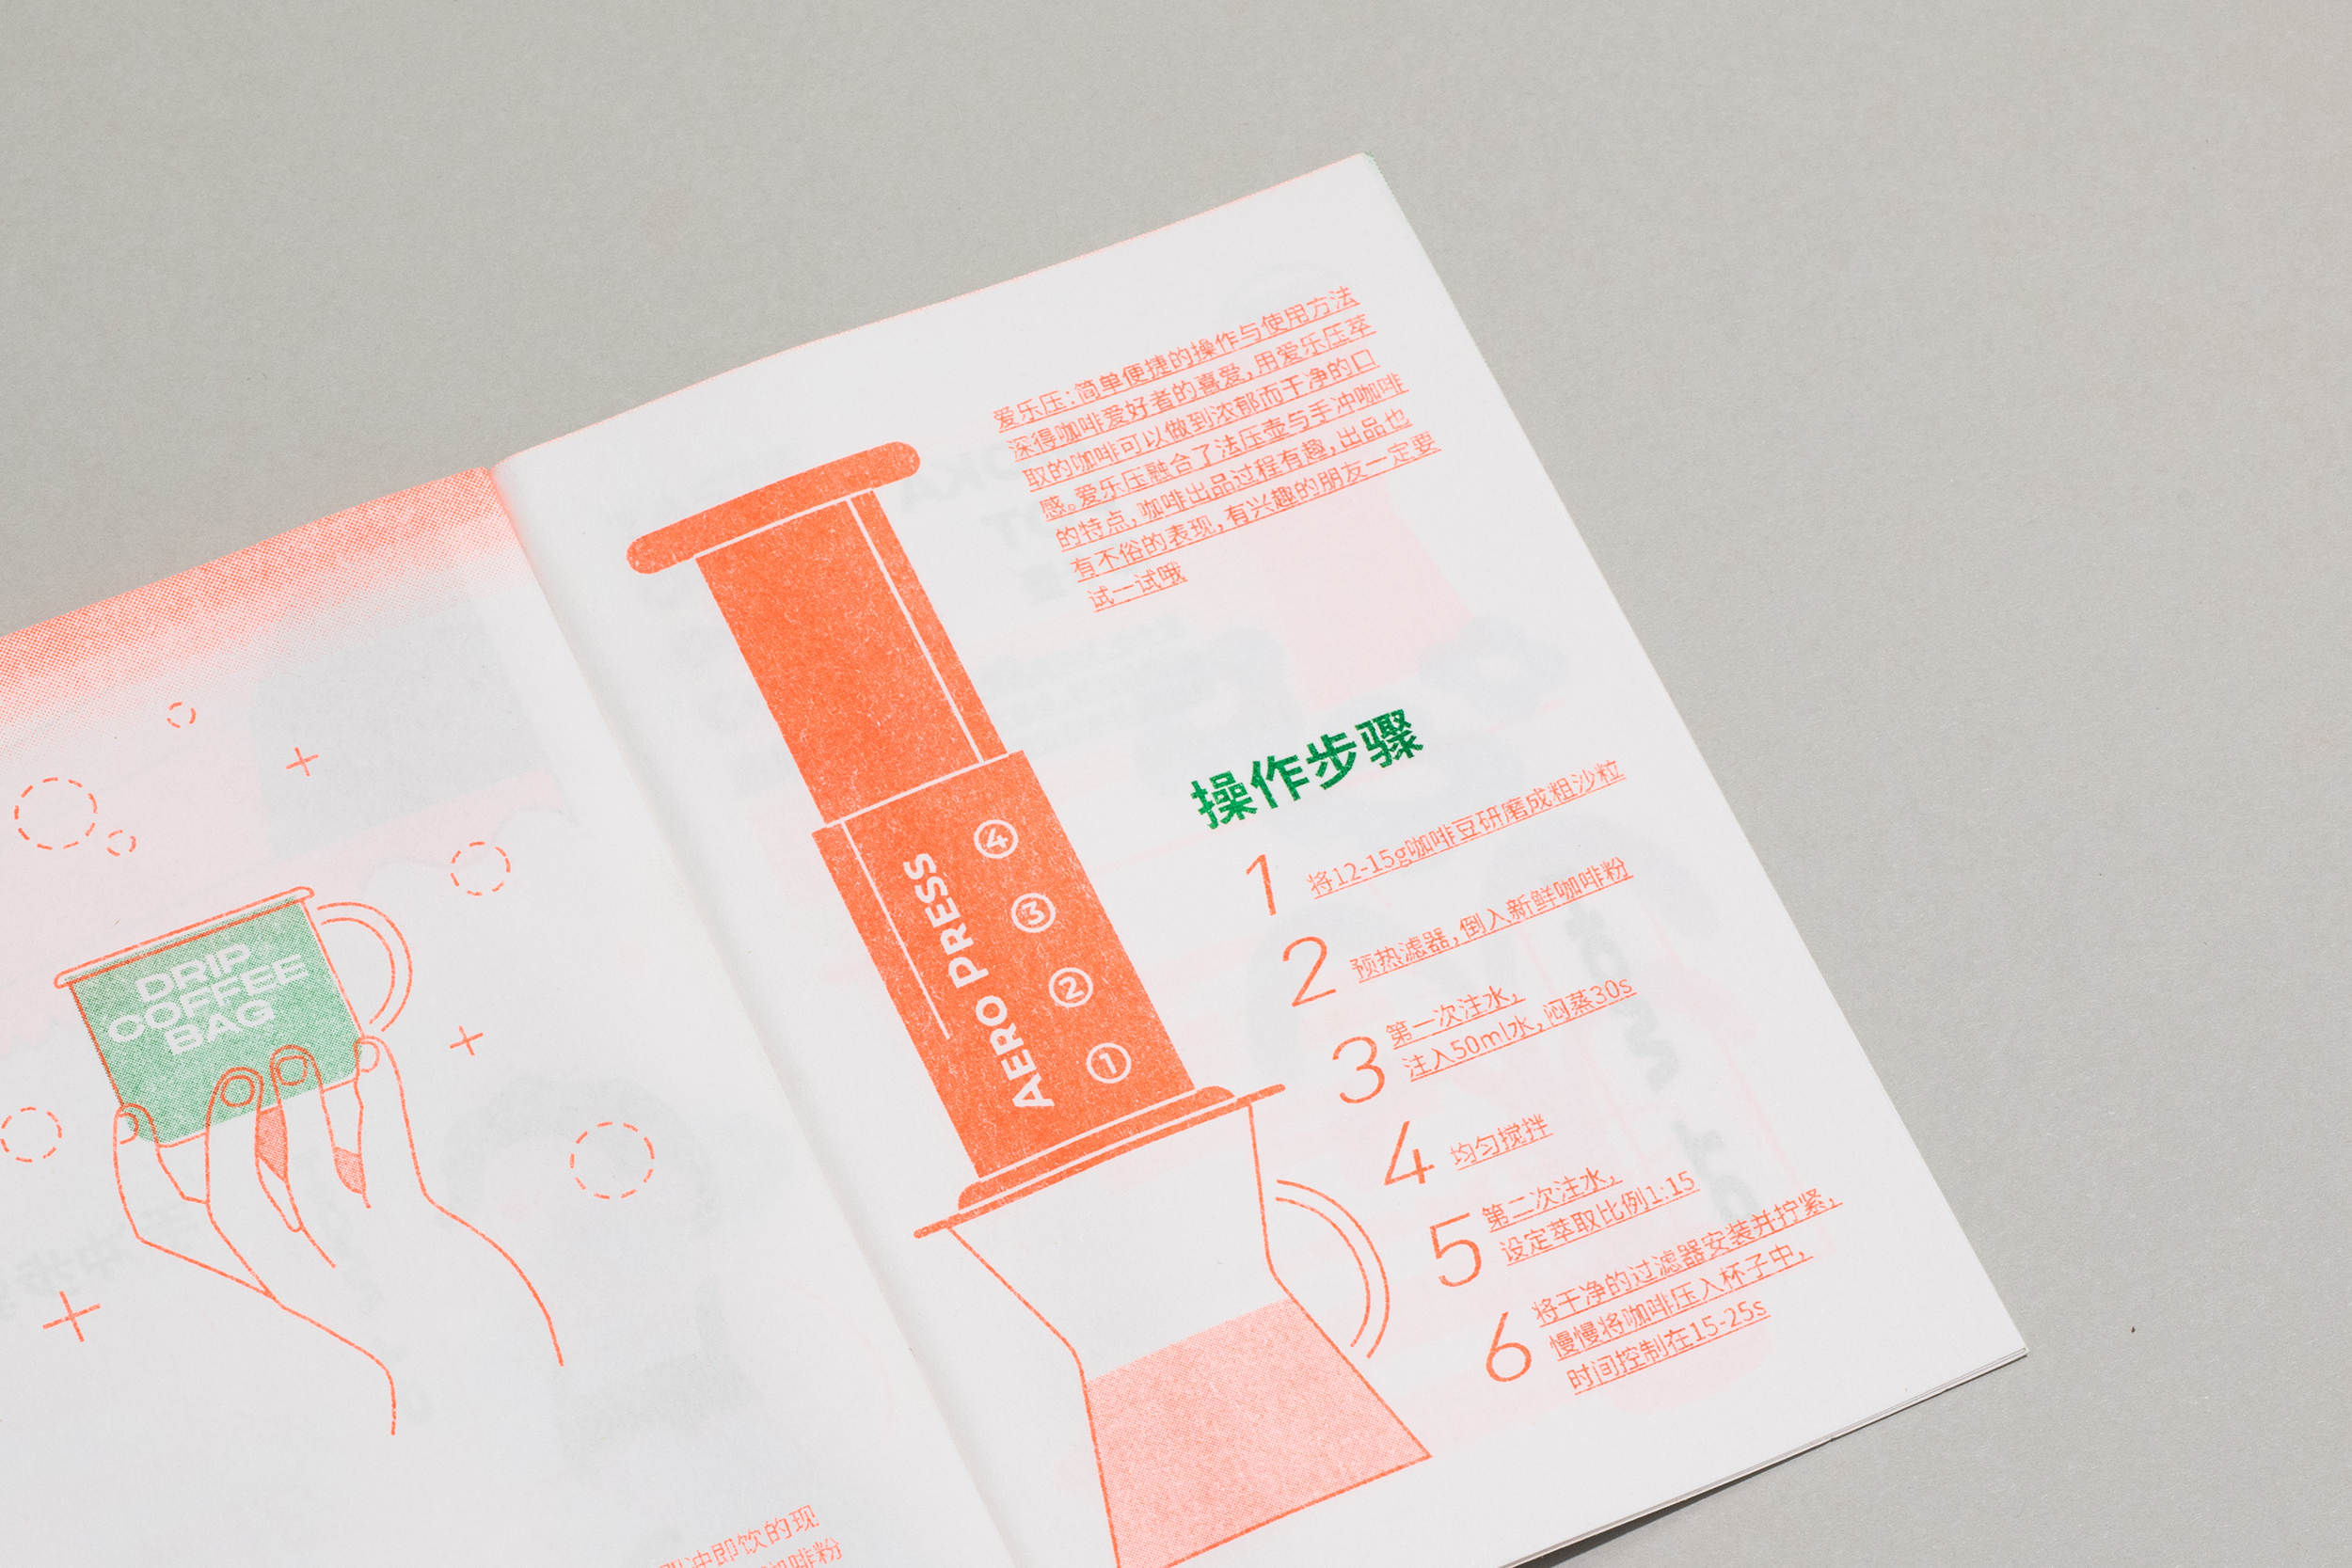 DRIP
COFFEE
BAG
冲即饮的现
咖啡粉
爱乐压：简单便捷的操作与使用方法
深得咖啡爱好者的喜爱，用爱乐压萃
取的咖啡可以做到浓郁而干净的口
感。爱乐压融合了法压壶与手冲咖啡
的特点，咖啡出品过程有趣，出品也
有不俗的表现，有兴趣的朋友一定要
试一试哦
AERO PRESS
④
③
②
①
操作步骤
1 将12-15g咖啡豆研磨成粗沙粒
2 预热滤器，倒入新鲜咖啡粉
3 第一次注水，
注入50ml水，闷蒸30s
4 均匀搅拌
5 第二次注水，
设定萃取比例1:15
6 将干净的过滤器安装并拧紧，
慢慢将咖啡压入杯子中，
时间控制在15-25s